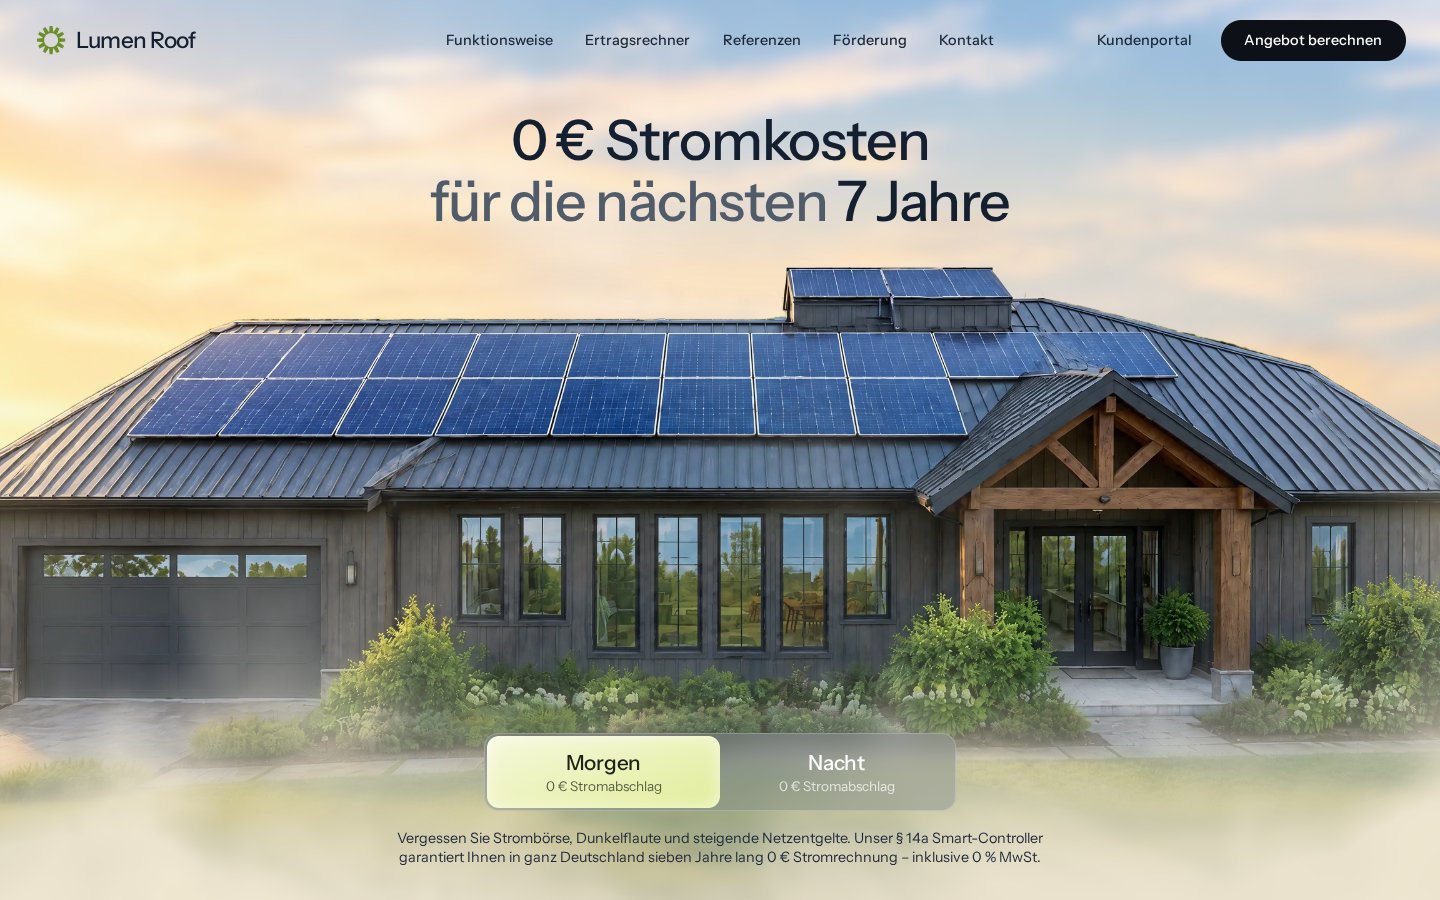 Lumen Roof
Funktionsweise
Ertragsrechner
Referenzen
Förderung
Kontakt
Kundenportal
Angebot berechnen
0 € Stromkosten
für die nächsten 7 Jahre
Morgen
0 € Stromabschlag
Nacht
0 € Stromabschlag
Vergessen Sie Strombörse, Dunkelflaute und steigende Netzentgelte. Unser § 14a Smart-Controller
garantiert Ihnen in ganz Deutschland sieben Jahre lang 0 € Stromrechnung – inklusive 0 % MwSt.